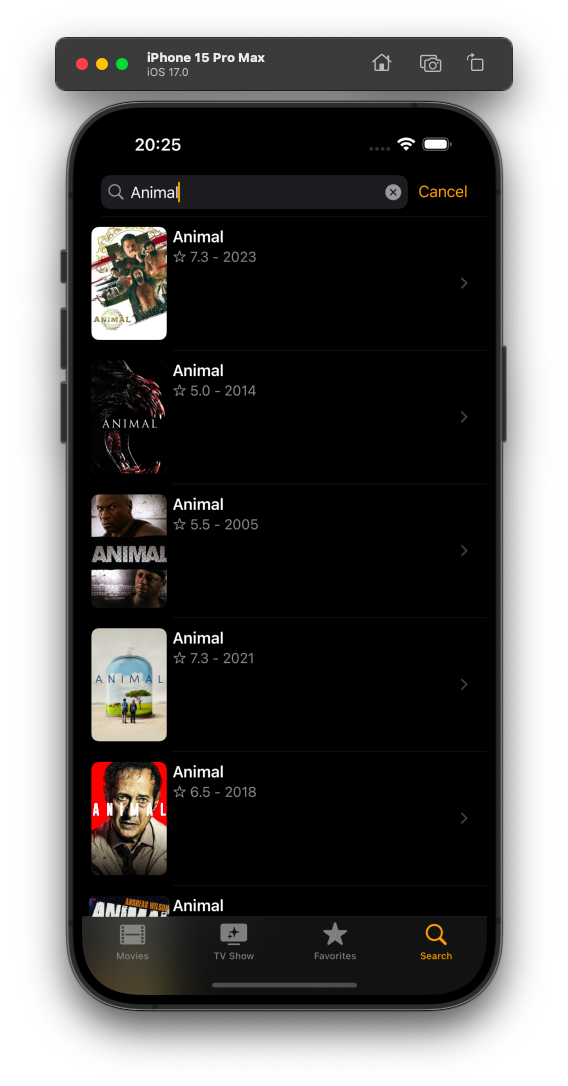 iPhone 15 Pro Max
iOS 17.0
20:25
Animal
Cancel
Animal
7.3 - 2023
ANIMAL
Animal
5.0 - 2014
ANIMAL
Animal
5.5 - 2005
ANIMAL
Animal
7.3 - 2021
ANIMAL
Animal
6.5 - 2018
ANIMAL
Animal
ANDREAS WILSON
ANIMAL
Movies
TV Show
Favorites
Search